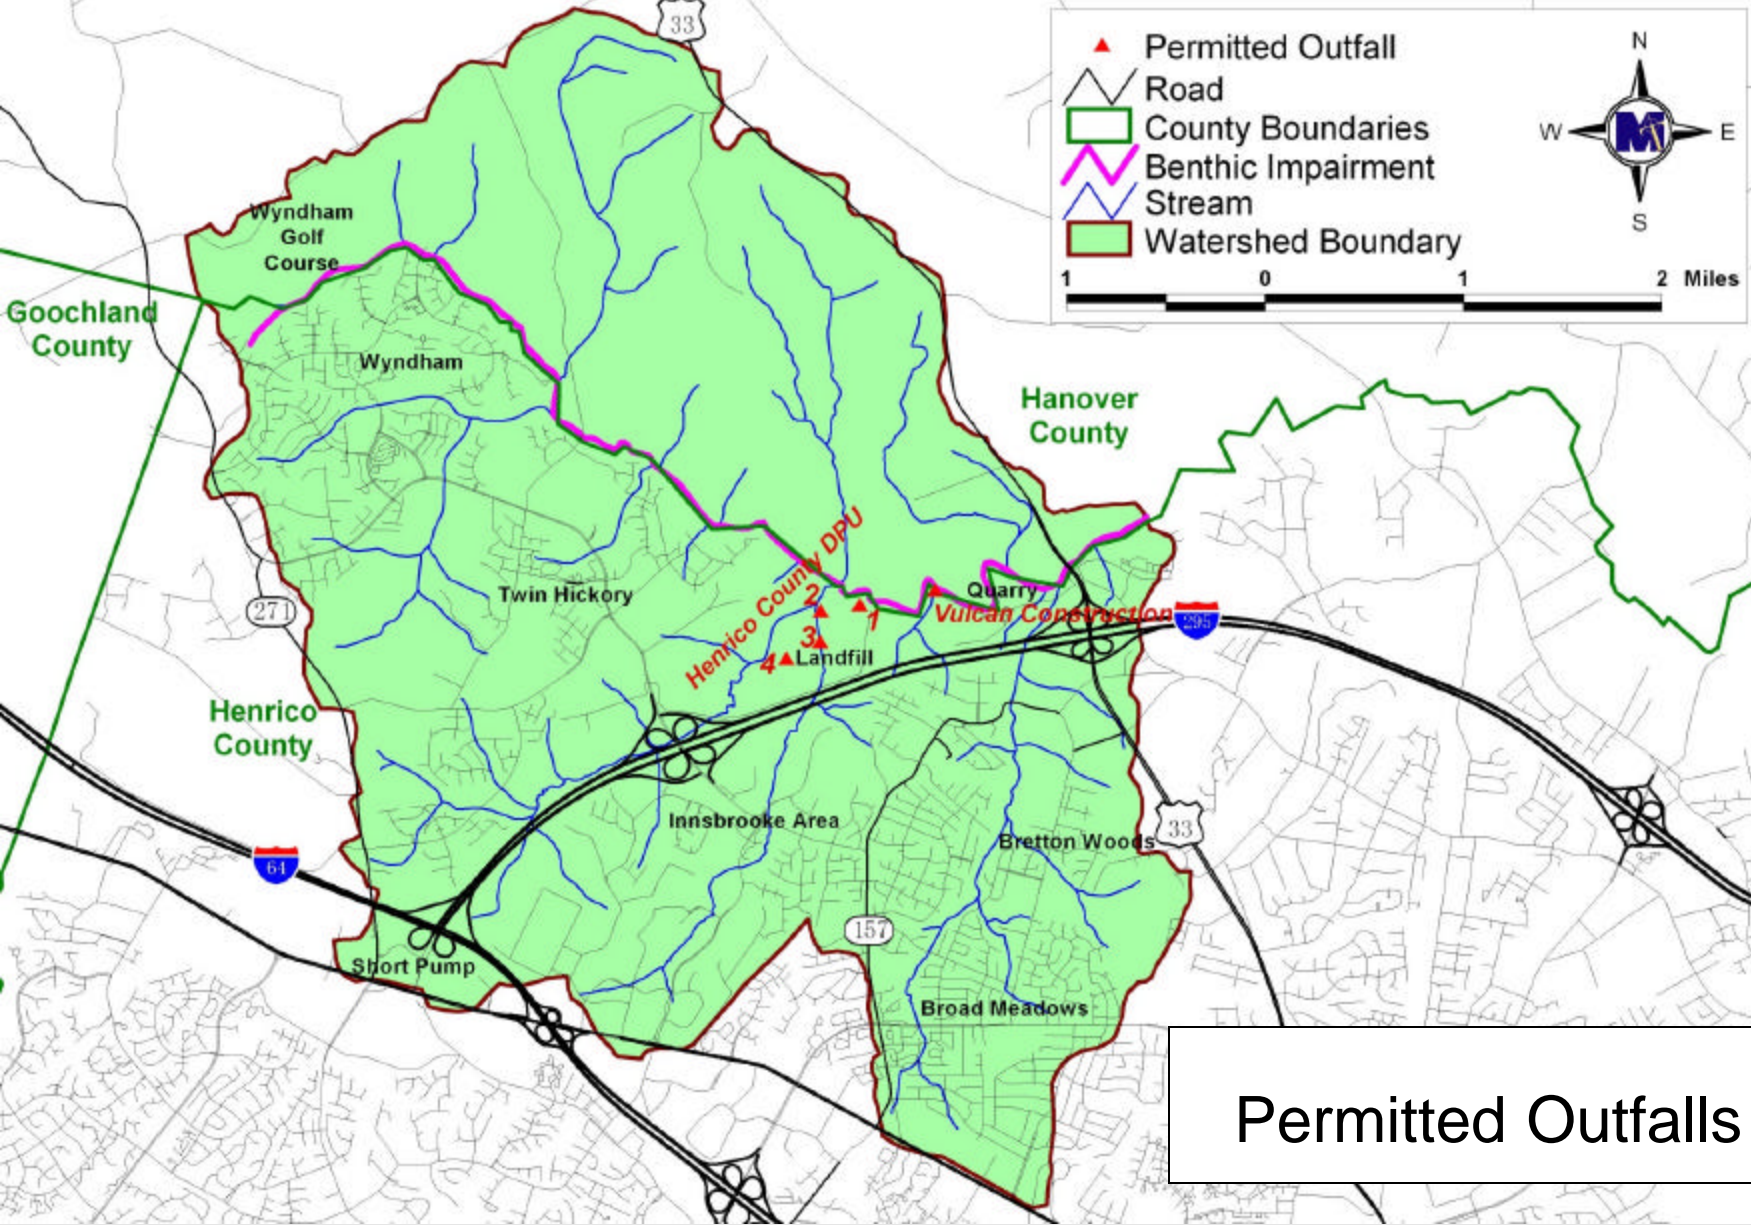 33
Permitted Outfall
Road
County Boundaries
Benthic Impairment
Stream
Watershed Boundary
N
W
E
S
M
1 0 1 2 Miles
Wyndham
Golf
Course
Goochland
County
Wyndham
Hanover
County
Henrico County DPU
Twin Hickory
2
1
3
4
Landfill
Quarry
Vulcan Construction
295
271
Henrico
County
Innsbrooke Area
Bretton Woods
33
64
157
Short Pump
Broad Meadows
Permitted Outfalls